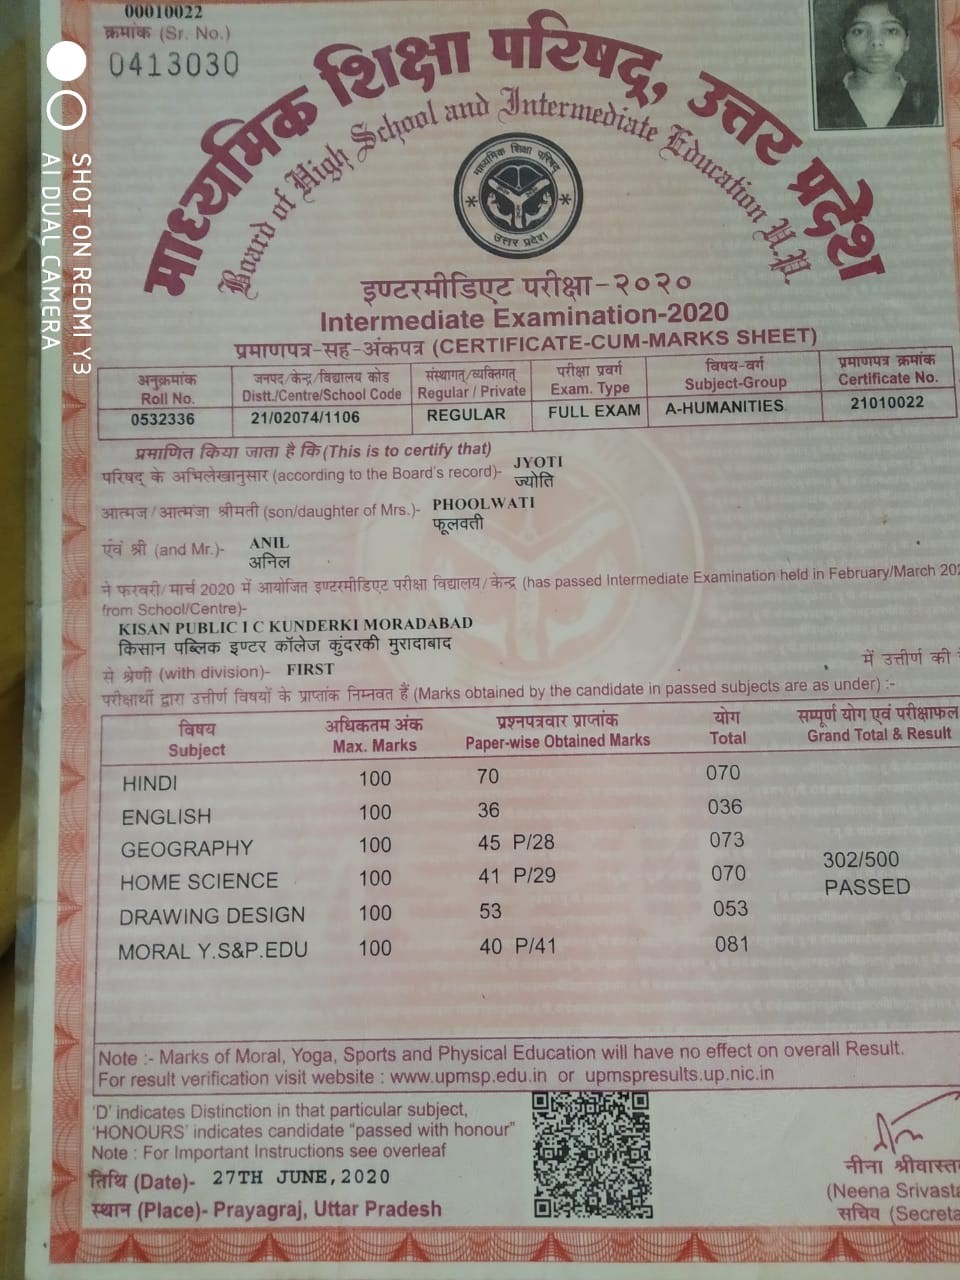 00010022
क्रमांक (Sr. No.)
0413030
माध्यमिक शिक्षा परिषद्, उत्तर प्रदेश
Board of High School and Intermediate Education U.P.
माध्यमिक शिक्षा परिषद
उत्तर प्रदेश
इण्टरमीडिएट परीक्षा-२०२०
Intermediate Examination-2020
प्रमाणपत्र-सह-अंकपत्र (CERTIFICATE-CUM-MARKS SHEET)
अनुक्रमांक जनपद/केन्द्र/विद्यालय कोड संस्थागत्/व्यक्तिगत् परीक्षा प्रवर्ग विषय-वर्ग प्रमाणपत्र क्रमांक
Roll No. Distt./Centre/School Code Regular / Private Exam. Type Subject-Group Certificate No.
0532336 21/02074/1106 REGULAR FULL EXAM A-HUMANITIES 21010022
प्रमाणित किया जाता है कि (This is to certify that)
परिषद् के अभिलेखानुसार (according to the Board's record)- JYOTI
ज्योति
आत्मज/आत्मजा श्रीमती (son/daughter of Mrs.)- PHOOLWATI
फूलवती
एवं श्री (and Mr.)- ANIL
अनिल
ने फरवरी/मार्च 2020 में आयोजित इण्टरमीडिएट परीक्षा विद्यालय/केन्द्र (has passed Intermediate Examination held in February/March 202
from School/Centre)-
KISAN PUBLIC I C KUNDERKI MORADABAD
किसान पब्लिक इण्टर कॉलेज कुंदरकी मुरादाबाद
से श्रेणी (with division)- FIRST में उत्तीर्ण की
परीक्षार्थी द्वारा उत्तीर्ण विषयों के प्राप्तांक निम्नवत हैं (Marks obtained by the candidate in passed subjects are as under) :-
विषय अधिकतम अंक प्रश्नपत्रवार प्राप्तांक योग सम्पूर्ण योग एवं परीक्षाफल
Subject Max. Marks Paper-wise Obtained Marks Total Grand Total & Result
HINDI 100 70 070
ENGLISH 100 36 036
GEOGRAPHY 100 45 P/28 073
HOME SCIENCE 100 41 P/29 070
302/500
PASSED
DRAWING DESIGN 100 53 053
MORAL Y.S&P.EDU 100 40 P/41 081
Note :- Marks of Moral, Yoga, Sports and Physical Education will have no effect on overall Result.
For result verification visit website : www.upmsp.edu.in or upmspresults.up.nic.in
'D' indicates Distinction in that particular subject,
'HONOURS' indicates candidate "passed with honour"
Note : For Important Instructions see overleaf
तिथि (Date)- 27TH JUNE,2020
स्थान (Place)- Prayagraj, Uttar Pradesh
नीना श्रीवास्त
(Neena Srivasta
सचिव (Secreta
SHOT ON REDMI Y3
AI DUAL CAMERA